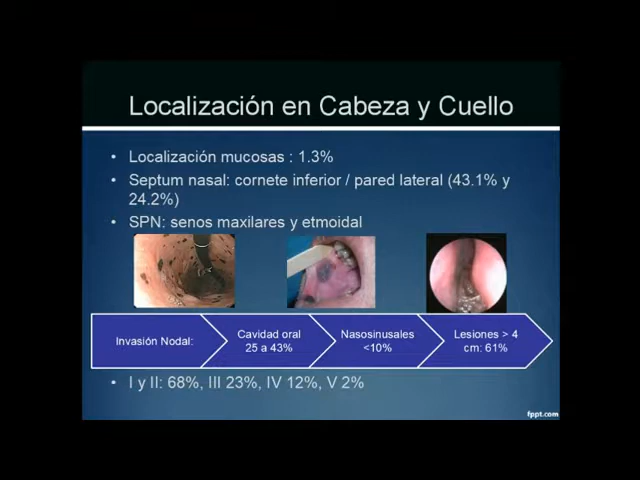 Localización en Cabeza y Cuello
• Localización mucosas : 1.3%
• Septum nasal: cornete inferior / pared lateral (43.1% y
24.2%)
• SPN: senos maxilares y etmoidal
Invasión Nodal:
Cavidad oral
25 a 43%
Nasosinusales
<10%
Lesiones > 4
cm: 61%
• I y II: 68%, III 23%, IV 12%, V 2%
fppt.com